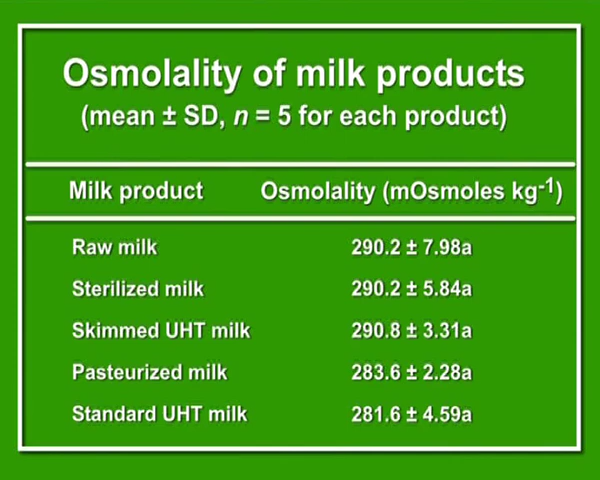 Osmolality of milk products
(mean ± SD, n = 5 for each product)
Milk product Osmolality (mOsmoles kg-1)
Raw milk 290.2 ± 7.98a
Sterilized milk 290.2 ± 5.84a
Skimmed UHT milk 290.8 ± 3.31a
Pasteurized milk 283.6 ± 2.28a
Standard UHT milk 281.6 ± 4.59a